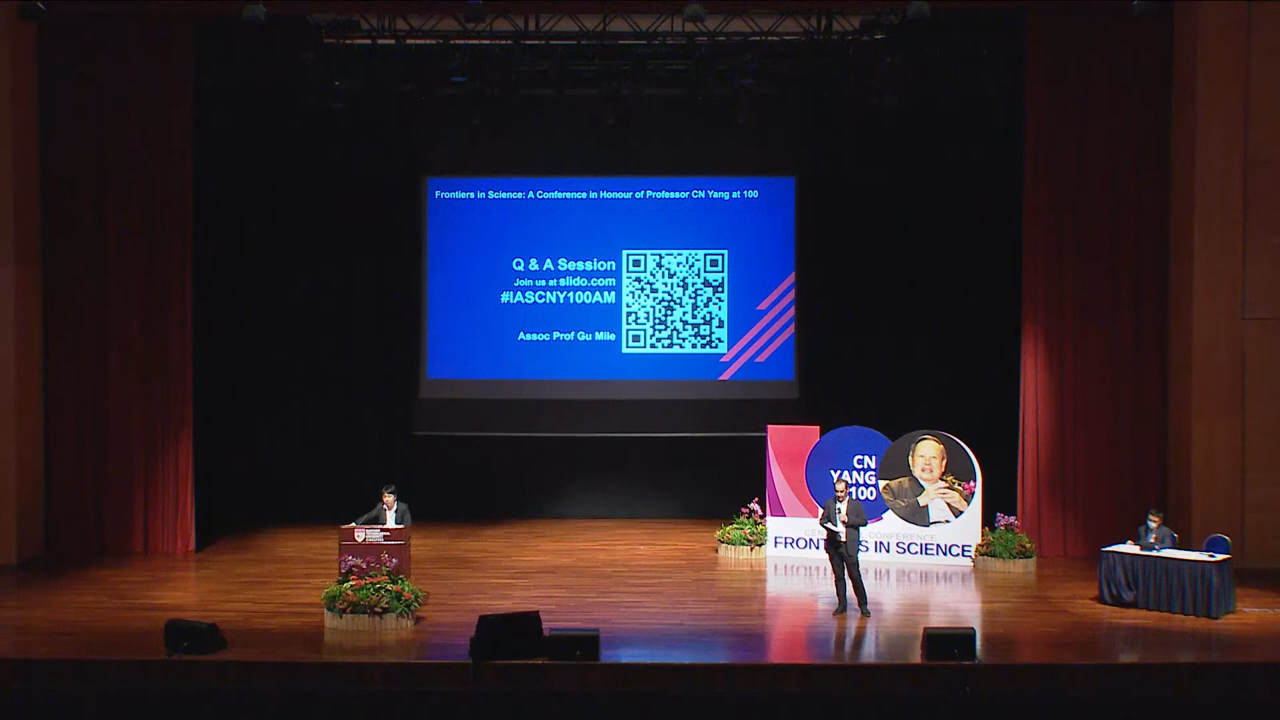 Frontiers in Science: A Conference in Honour of Professor CN Yang at 100
Q & A Session
Join us at slido.com
#IASCNY100AM
Assoc Prof Gu Mile
CN
YANG
100
CONFERENCE
FRONTIERS IN SCIENCE